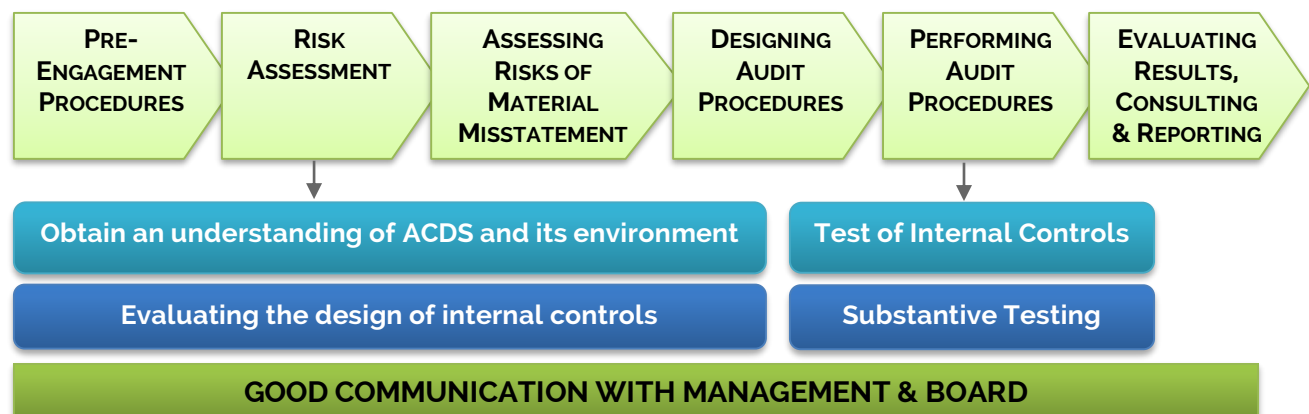 PRE-
ENGAGEMENT
PROCEDURES
RISK
ASSESSMENT
ASSESSING
RISKS OF
MATERIAL
MISSTATEMENT
DESIGNING
AUDIT
PROCEDURES
PERFORMING
AUDIT
PROCEDURES
EVALUATING
RESULTS,
CONSULTING
& REPORTING
Obtain an understanding of ACDS and its environment
Test of Internal Controls
Evaluating the design of internal controls
Substantive Testing
GOOD COMMUNICATION WITH MANAGEMENT & BOARD